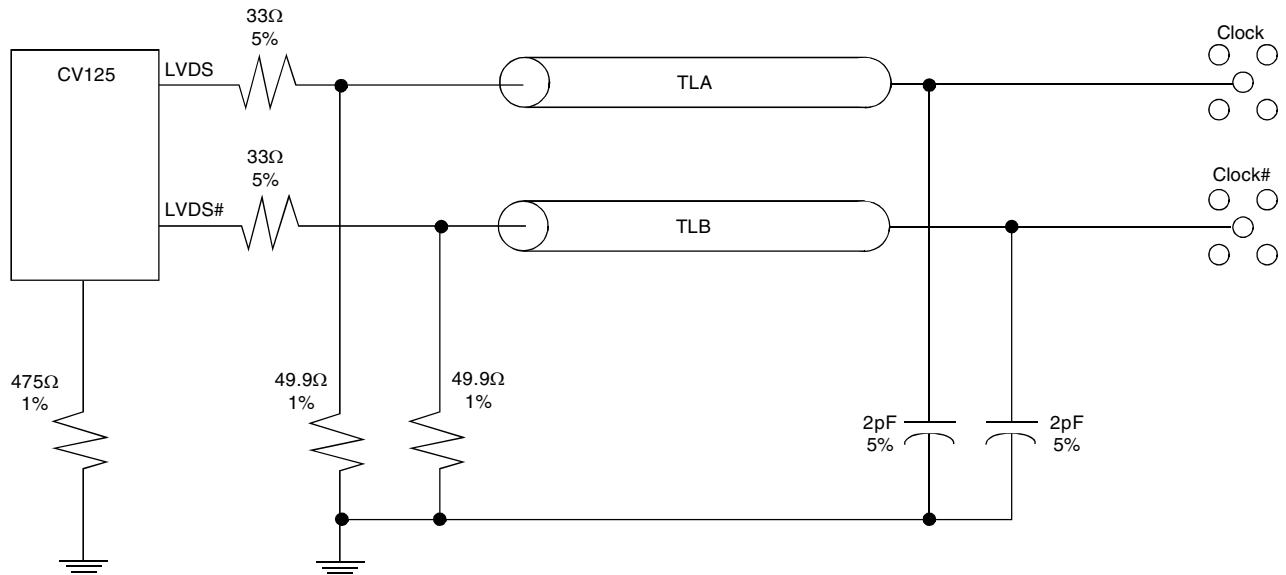 33Ω
5%
CV125
LVDS
TLA
Clock
33Ω
5%
LVDS#
TLB
Clock#
475Ω
1%
49.9Ω
1%
49.9Ω
1%
2pF
5%
2pF
5%